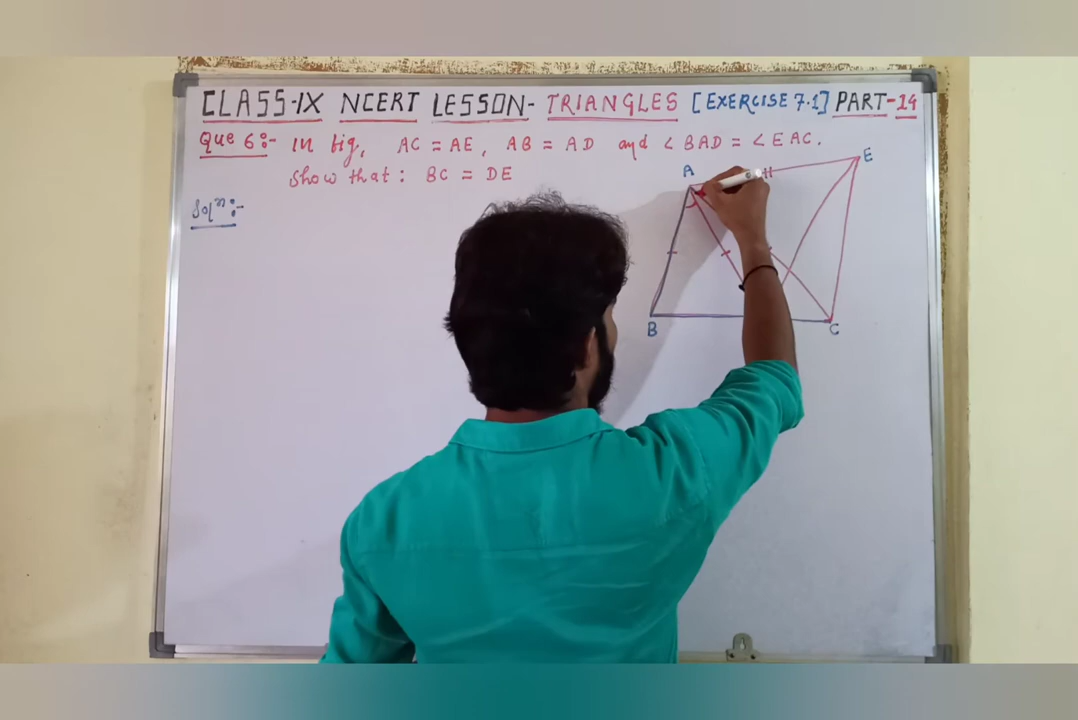 CLASS-IX NCERT LESSON- TRIANGLES [EXERCISE 7.1] PART-14
Que 6:- In fig, AC = AE, AB = AD and ∠BAD = ∠EAC.
Show that: BC = DE
Solⁿ:-
A
E
B
C